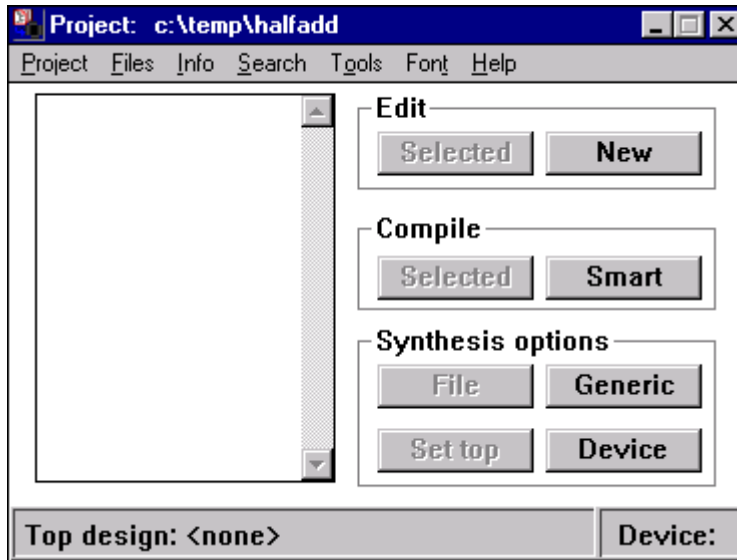 Project: c:\temp\halfadd
Project Files Info Search Tools Font Help
Edit
Selected New
Compile
Selected Smart
Synthesis options
File Generic
Set top Device
Top design: <none> Device: